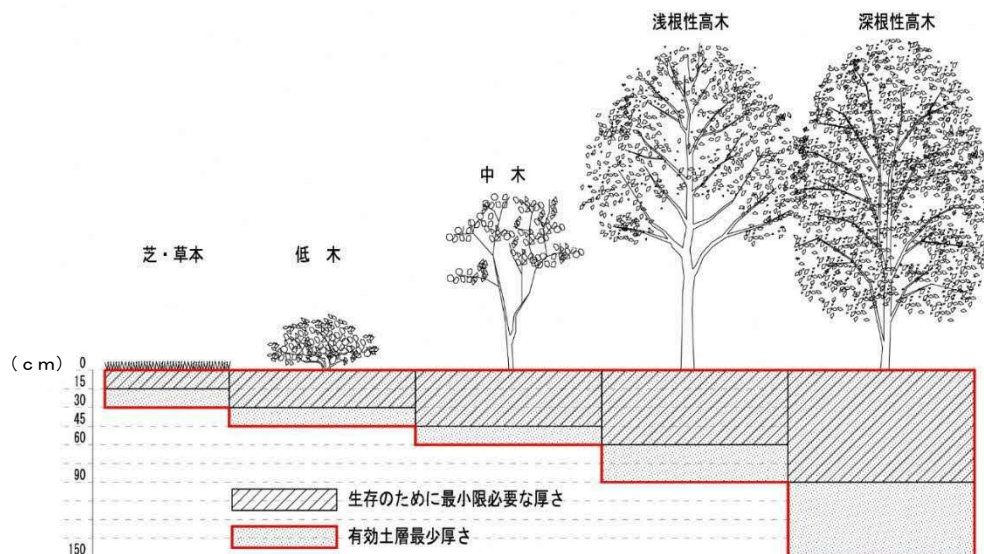 浅根性高木
深根性高木
中 木
芝・草本
低 木
(cm)
0
15
30
45
60
90
150
生存のために最小限必要な厚さ
有効土層最少厚さ